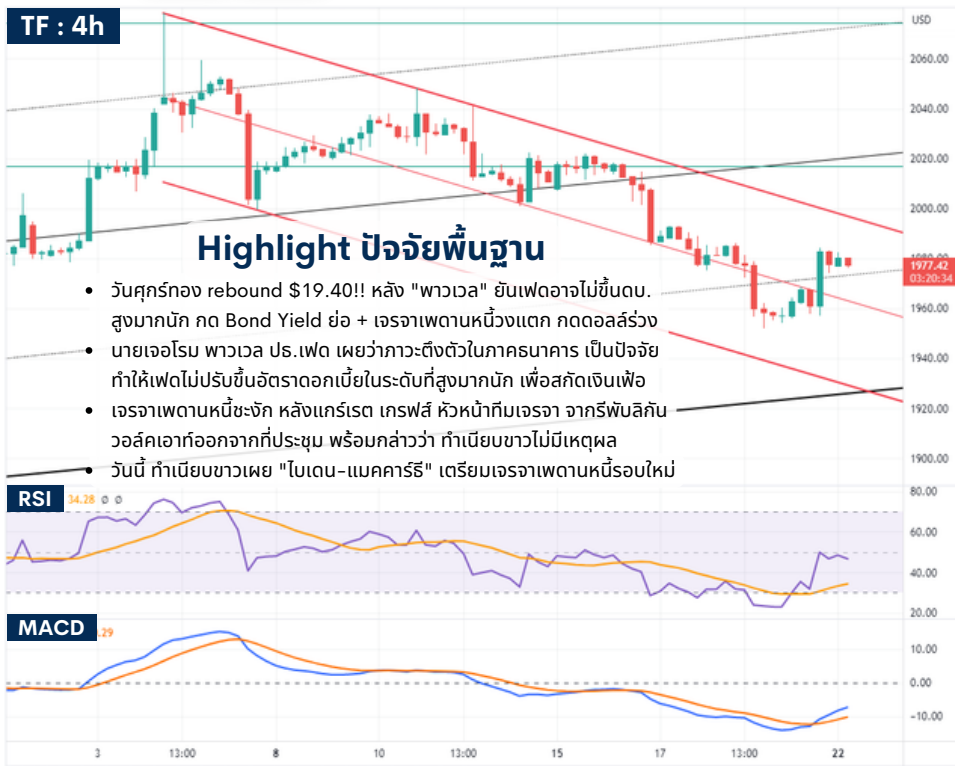 TF : 4h
USD
2060.00
2040.00
2020.00
2000.00
1977.42
03:20:34
1960.00
1940.00
1920.00
1900.00
Highlight ปัจจัยพื้นฐาน
• วันศุกร์ทอง rebound $19.40!! หลัง "พาวเวล" ยันเฟดอาจไม่ขึ้นดบ.
สูงมากนัก กด Bond Yield ย่อ + เจรจาเพดานหนี้วงแตก กดดอลล์ร่วง
• นายเจอโรม พาวเวล ปธ.เฟด เผยว่าภาวะตึงตัวในภาคธนาคาร เป็นปัจจัย
ทำให้เฟดไม่ปรับขึ้นอัตราดอกเบี้ยในระดับที่สูงมากนัก เพื่อสกัดเงินเฟ้อ
• เจรจาเพดานหนี้ชะงัก หลังแกร์เรต เกรฟส์ หัวหน้าทีมเจรจา จากรีพับลิกัน
วอล์คเอาท์ออกจากที่ประชุม พร้อมกล่าวว่า ทำเนียบขาวไม่มีเหตุผล
• วันนี้ ทำเนียบขาวเผย "ไบเดน-แมคคาร์ธี" เตรียมเจรจาเพดานหนี้รอบใหม่
RSI 34.28 ∅ ∅
80.00
60.00
40.00
20.00
MACD .29
10.00
0.00
-10.00
3 13:00 8 10 13:00 15 17 13:00 22